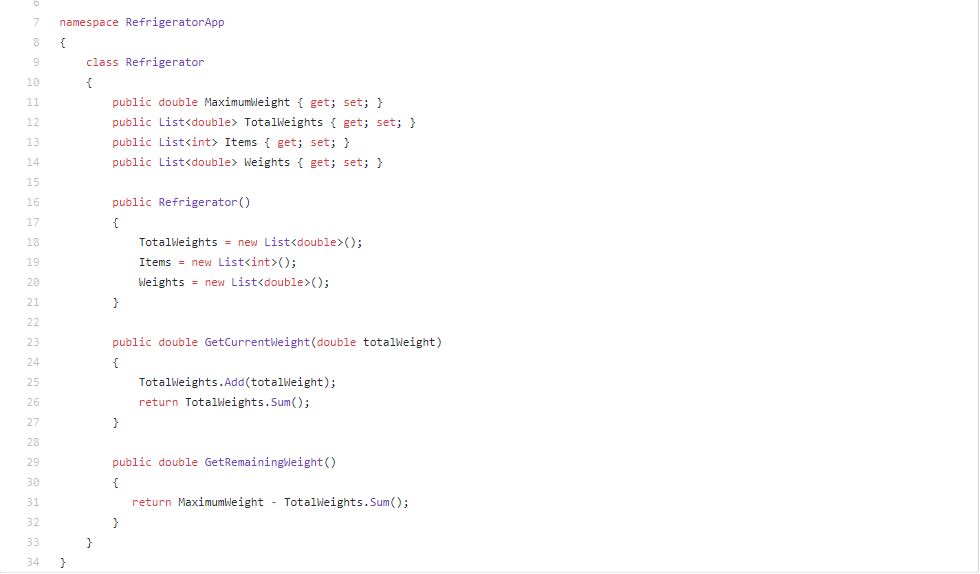 6
7 namespace RefrigeratorApp
8 {
9 class Refrigerator
10 {
11 public double MaximumWeight { get; set; }
12 public List<double> TotalWeights { get; set; }
13 public List<int> Items { get; set; }
14 public List<double> Weights { get; set; }
15
16 public Refrigerator()
17 {
18 TotalWeights = new List<double>();
19 Items = new List<int>();
20 Weights = new List<double>();
21 }
22
23 public double GetCurrentWeight(double totalWeight)
24 {
25 TotalWeights.Add(totalWeight);
26 return TotalWeights.Sum();
27 }
28
29 public double GetRemainingWeight()
30 {
31 return MaximumWeight - TotalWeights.Sum();
32 }
33 }
34 }